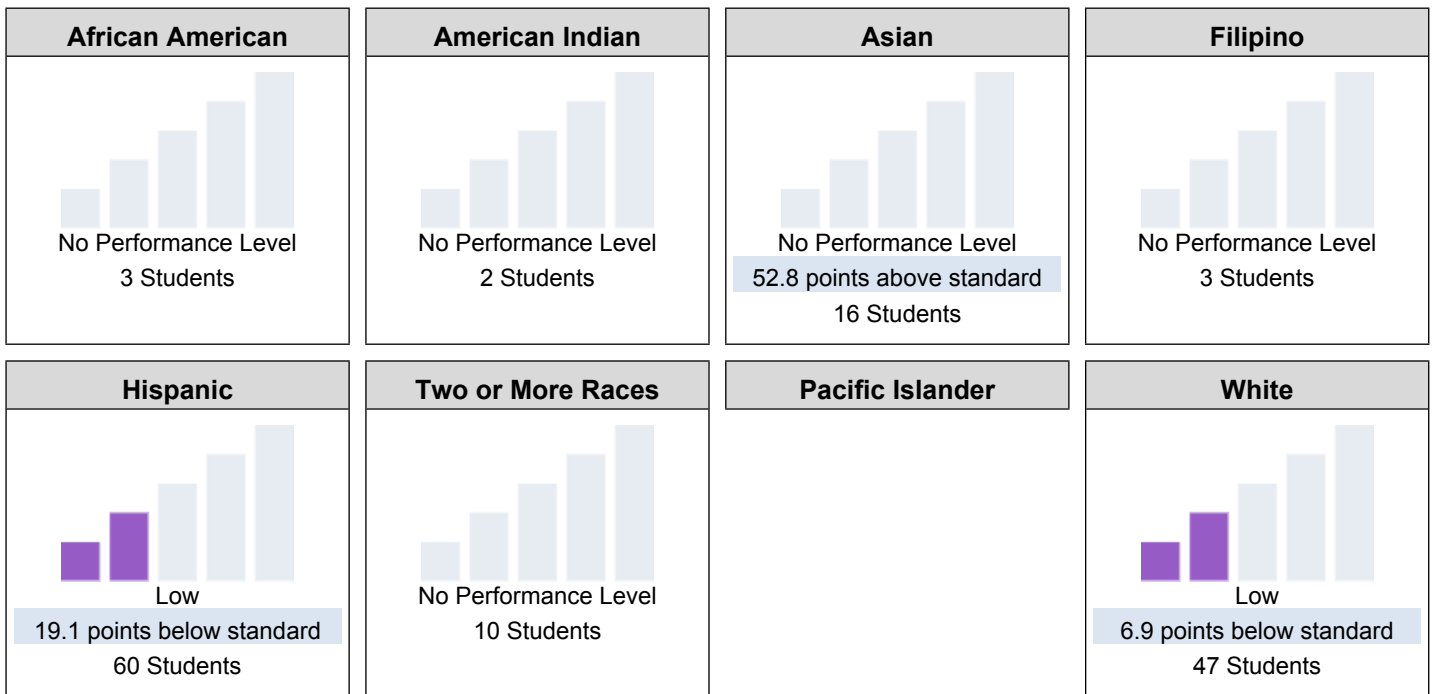 African American
No Performance Level
3 Students
American Indian
No Performance Level
2 Students
Asian
No Performance Level
52.8 points above standard
16 Students
Filipino
No Performance Level
3 Students
Hispanic
Low
19.1 points below standard
60 Students
Two or More Races
No Performance Level
10 Students
Pacific Islander
White
Low
6.9 points below standard
47 Students